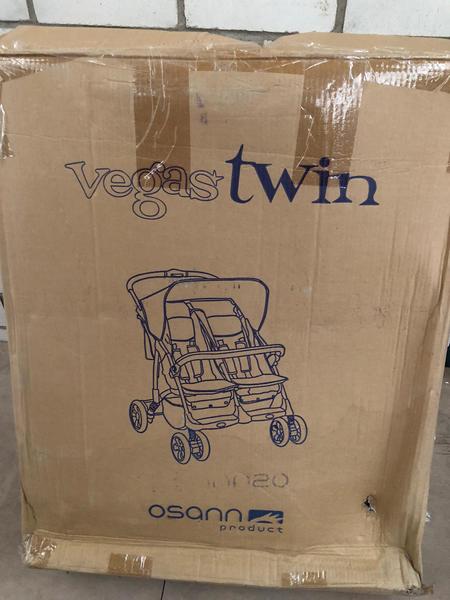 vegas twin
osann
product